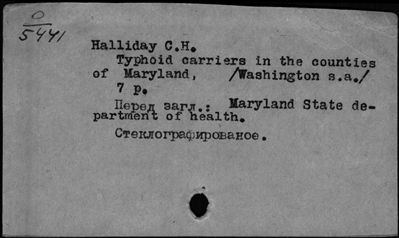 0
5441
Halliday C.H.
Typhoid carriers in the counties
of Maryland, /Washington s.a./
7 p.
Перед загл.: Maryland State de-
partment of health.
Стеклографированое.